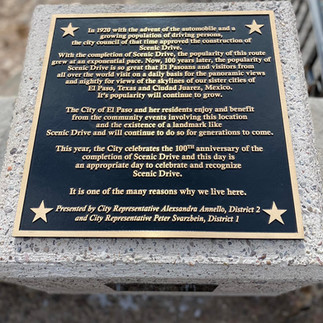 In 1920 with the advent of the automobile and a
growing population of driving persons,
the city council of that time approved the construction of
Scenic Drive.
With the completion of Scenic Drive, the popularity of this route
grew at an exponential pace. Now, 100 years later, the popularity of
Scenic Drive is so great that El Pasoans and visitors from
all over the world visit on a daily basis for the panoramic views
and nightly for views of the skylines of our sister cities of
El Paso, Texas and Ciudad Juarez, Mexico.
It's popularity will continue to grow.
The City of El Paso and her residents enjoy and benefit
from the community events involving this location
and the existence of a landmark like
Scenic Drive and will continue to do so for generations to come.
This year, the City celebrates the 100TH anniversary of the
completion of Scenic Drive and this day is
an appropriate day to celebrate and recognize
Scenic Drive.
It is one of the many reasons why we live here.
Presented by City Representative Alexsandra Annello, District 2
and City Representative Peter Svarzbein, District 1